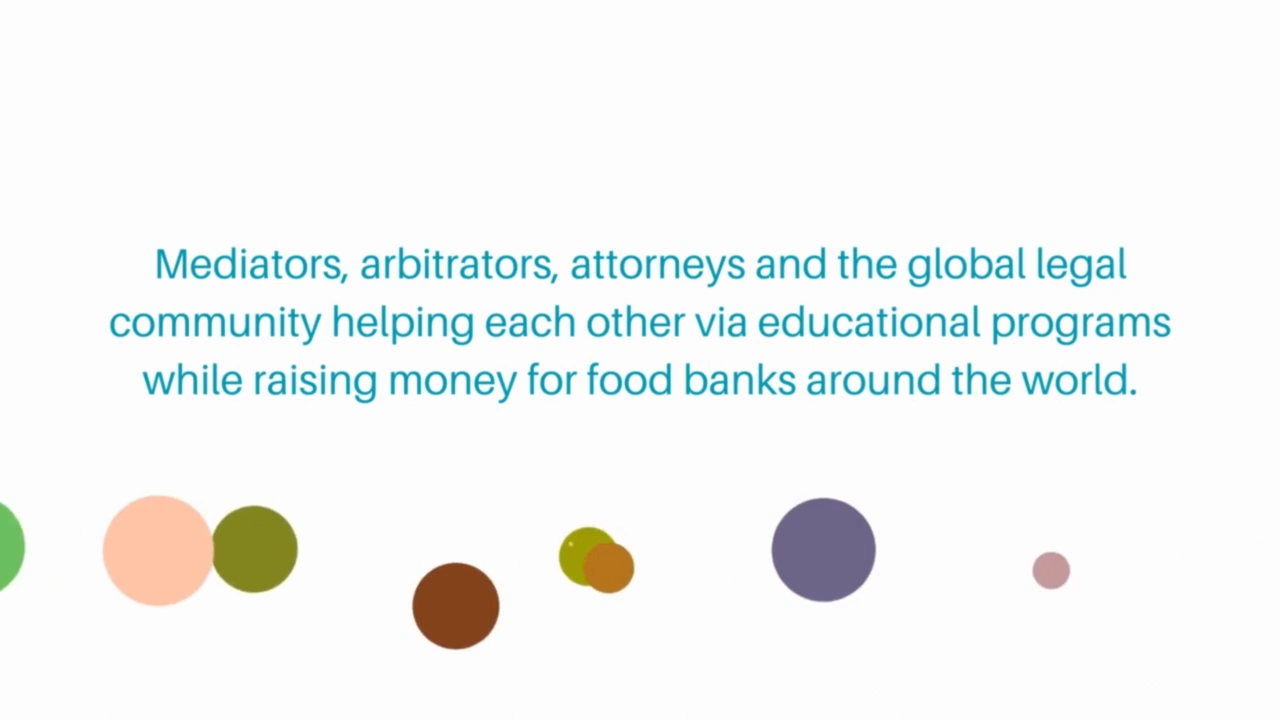 Mediators, arbitrators, attorneys and the global legal
community helping each other via educational programs
while raising money for food banks around the world.